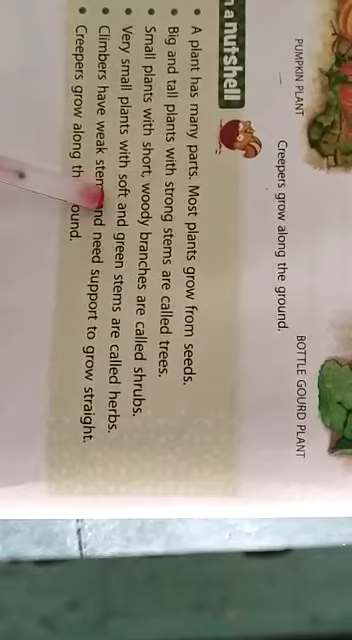 PUMPKIN PLANT
BOTTLE GOURD PLANT
Creepers grow along the ground.
n a nutshell
• A plant has many parts. Most plants grow from seeds.
• Big and tall plants with strong stems are called trees.
• Small plants with short, woody branches are called shrubs.
• Very small plants with soft and green stems are called herbs.
• Climbers have weak stem and need support to grow straight.
• Creepers grow along th ound.